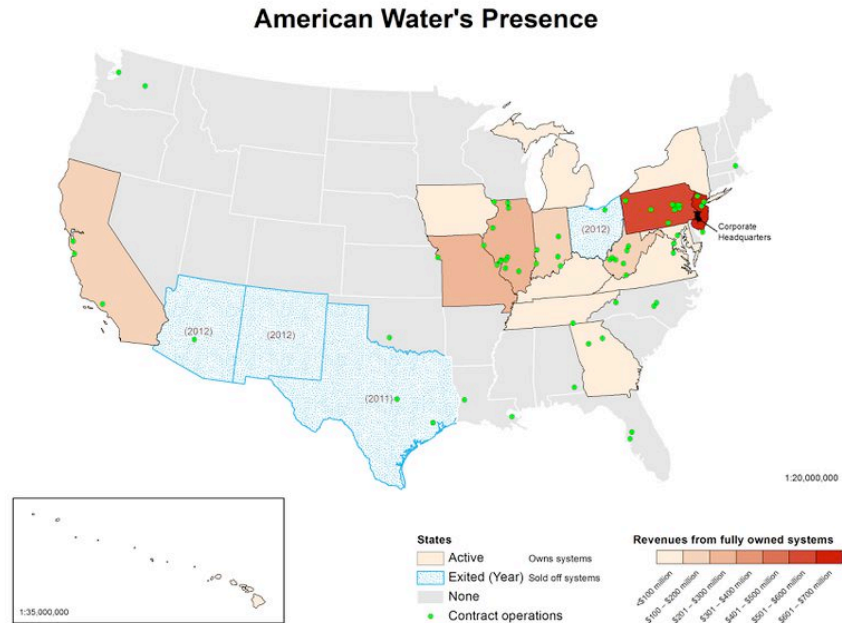 American Water's Presence
(2012)
Corporate
Headquarters
(2012)
(2012)
(2011)
1:20,000,000
1:35,000,000
States
Active Owns systems
Exited (Year) Sold off systems
None
Contract operations
Revenues from fully owned systems
<$100 million
$100 – $200 million
$201 – $300 million
$301 – $400 million
$401 – $500 million
$501 – $600 million
$601 – $700 million